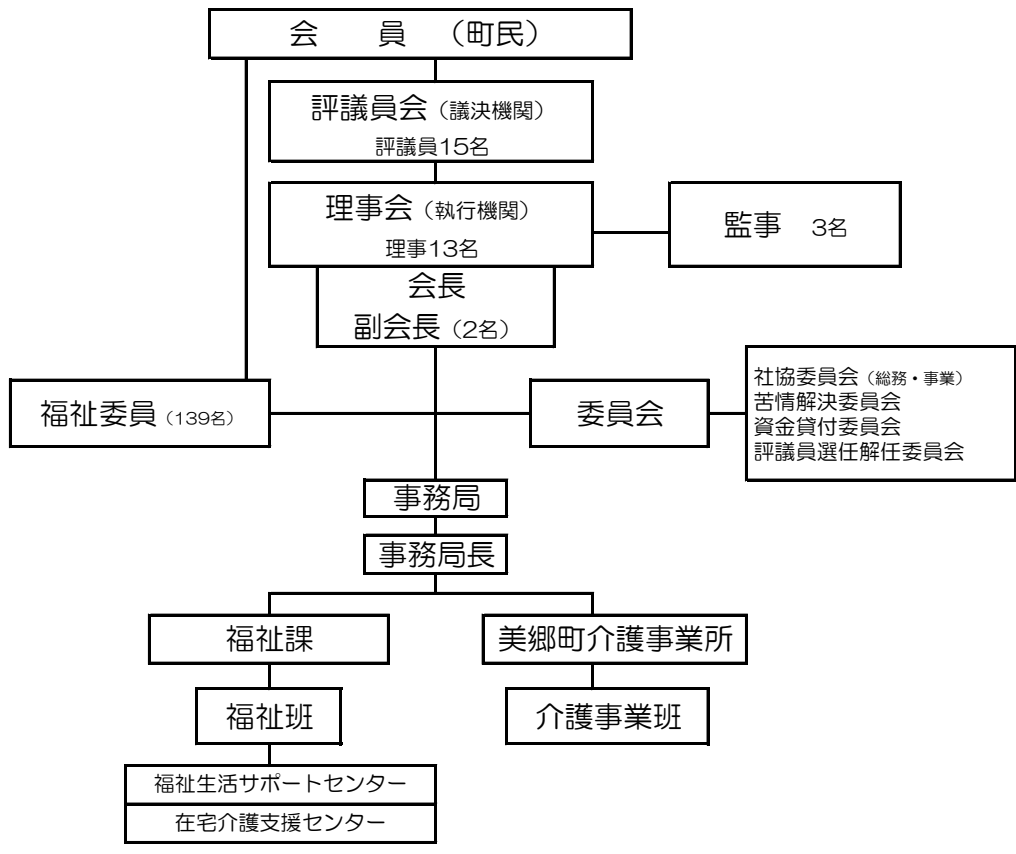 会　員　（町民）
評議員会（議決機関）
評議員15名
理事会（執行機関）
理事13名
監事　3名
会長
副会長（2名）
福祉委員（139名）
委員会
社協委員会（総務・事業）
苦情解決委員会
資金貸付委員会
評議員選任解任委員会
事務局
事務局長
福祉課
美郷町介護事業所
福祉班
介護事業班
福祉生活サポートセンター
在宅介護支援センター